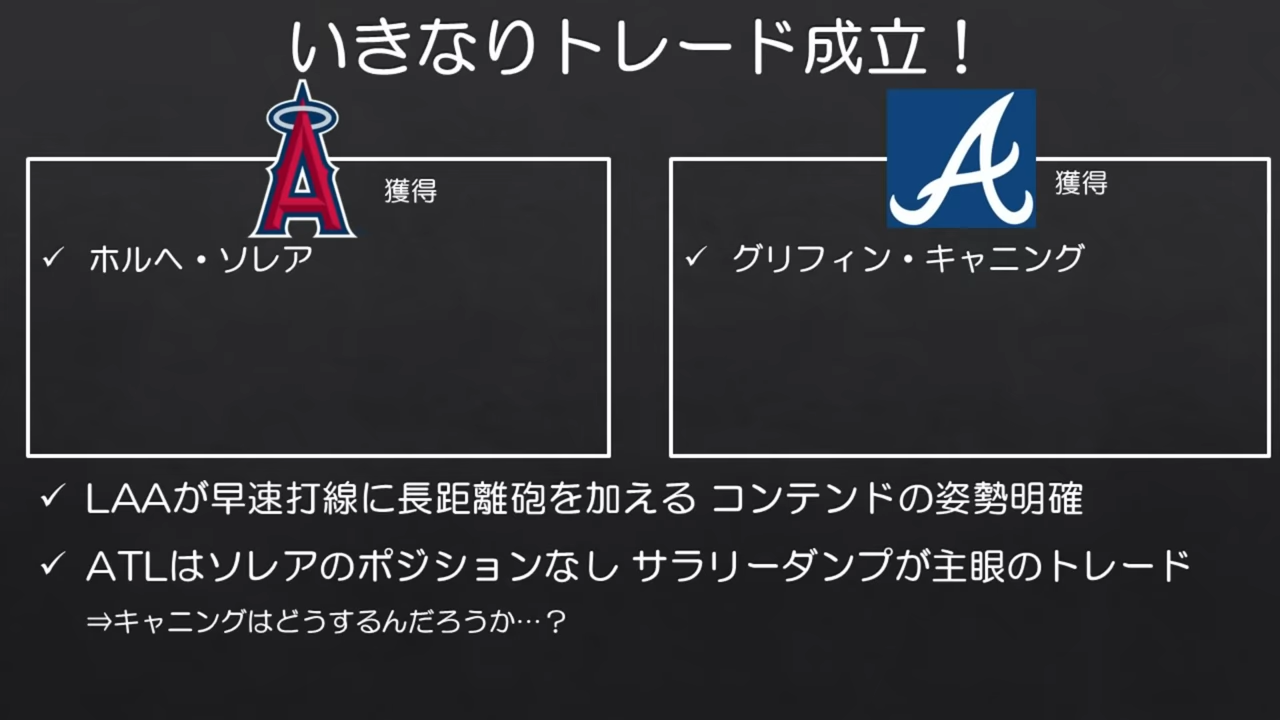 いきなりトレード成立！
獲得
ホルヘ・ソレア
獲得
グリフィン・キャニング
LAAが早速打線に長距離砲を加える コンテンドの姿勢明確
ATLはソレアのポジションなし サラリーダンプが主眼のトレード
⇒キャニングはどうするんだろうか…？